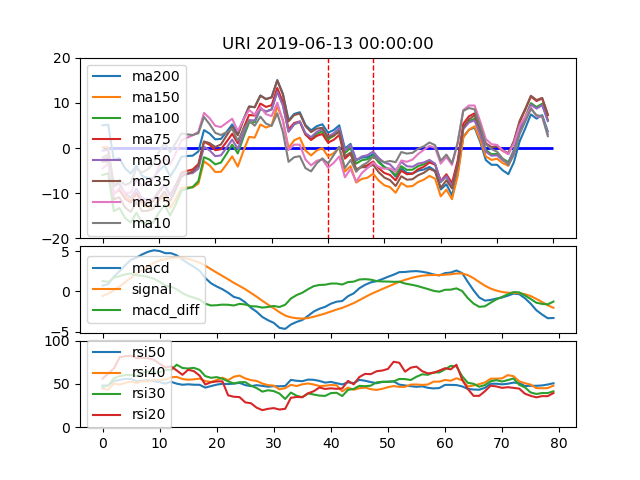 URI 2019-06-13 00:00:00
20
10
0
−10
−20
ma200
ma150
ma100
ma75
ma50
ma35
ma15
ma10
5
0
−5
macd
signal
macd_diff
100
50
0
rsi50
rsi40
rsi30
rsi20
0 10 20 30 40 50 60 70 80